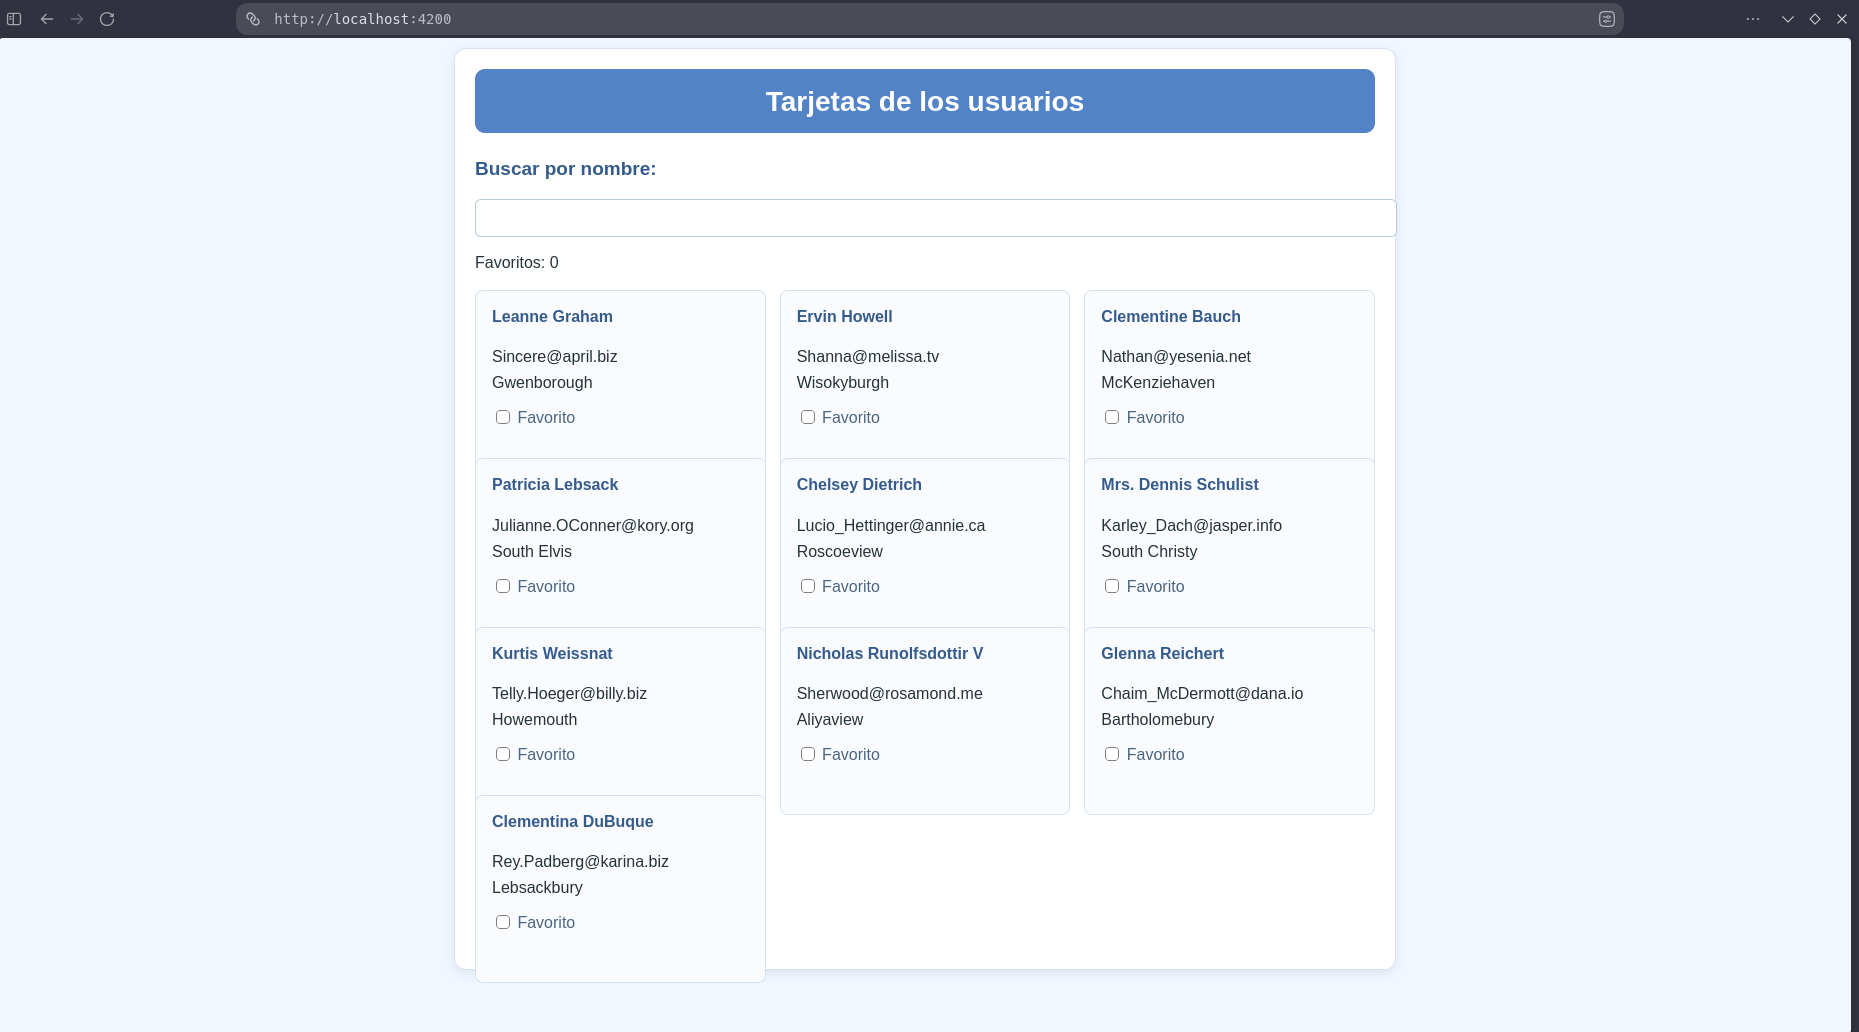 http://localhost:4200
Tarjetas de los usuarios
Buscar por nombre:
Favoritos: 0
Leanne Graham
Sincere@april.biz
Gwenborough
Favorito
Ervin Howell
Shanna@melissa.tv
Wisokyburgh
Favorito
Clementine Bauch
Nathan@yesenia.net
McKenziehaven
Favorito
Patricia Lebsack
Julianne.OConner@kory.org
South Elvis
Favorito
Chelsey Dietrich
Lucio_Hettinger@annie.ca
Roscoeview
Favorito
Mrs. Dennis Schulist
Karley_Dach@jasper.info
South Christy
Favorito
Kurtis Weissnat
Telly.Hoeger@billy.biz
Howemouth
Favorito
Nicholas Runolfsdottir V
Sherwood@rosamond.me
Aliyaview
Favorito
Glenna Reichert
Chaim_McDermott@dana.io
Bartholomebury
Favorito
Clementina DuBuque
Rey.Padberg@karina.biz
Lebsackbury
Favorito